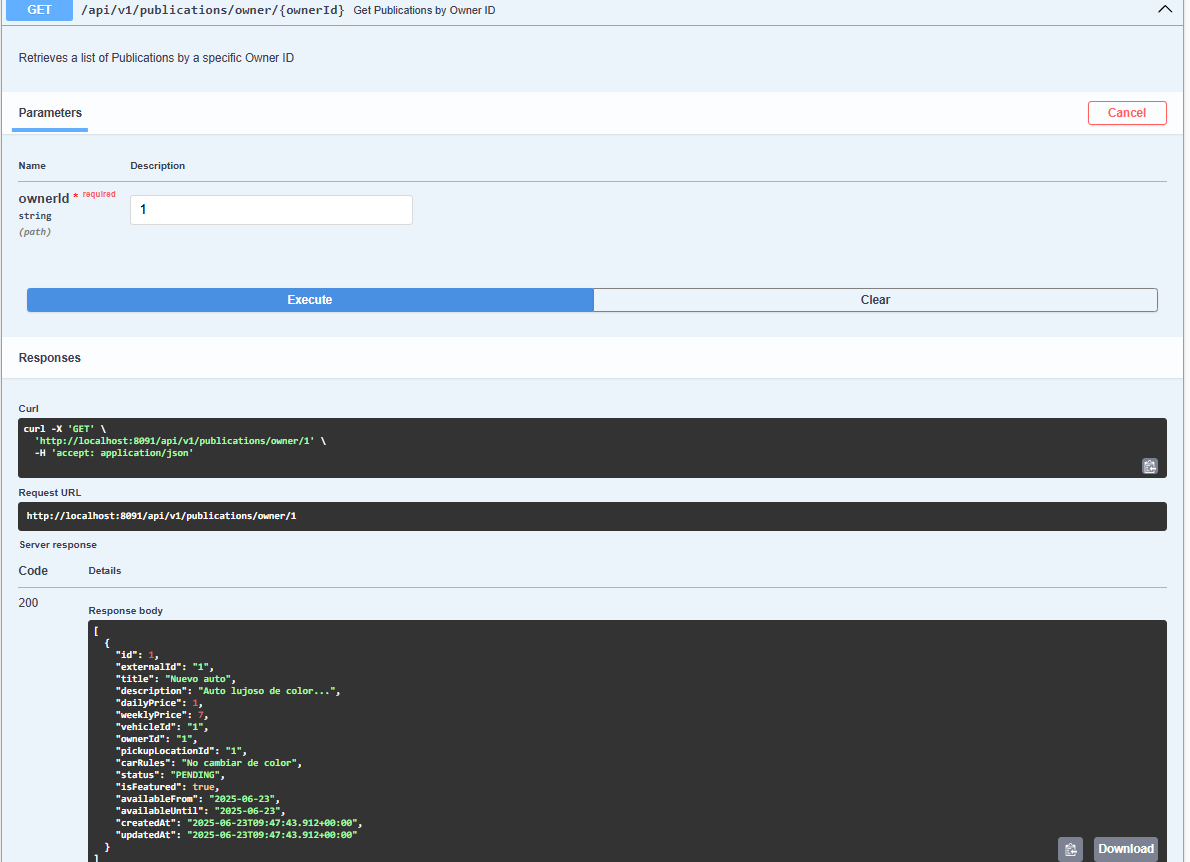 GET /api/v1/publications/owner/{ownerId} Get Publications by Owner ID
Retrieves a list of Publications by a specific Owner ID
Parameters
Cancel
Name Description
ownerId * required
string
(path)
1
Execute Clear
Responses
Curl
curl -X 'GET' \
'http://localhost:8091/api/v1/publications/owner/1' \
-H 'accept: application/json'
Request URL
http://localhost:8091/api/v1/publications/owner/1
Server response
Code Details
200
Response body
[
{
"id": 1,
"externalId": "1",
"title": "Nuevo auto",
"description": "Auto lujoso de color...",
"dailyPrice": 1,
"weeklyPrice": 7,
"vehicleId": "1",
"ownerId": "1",
"pickupLocationId": "1",
"carRules": "No cambiar de color",
"status": "PENDING",
"isFeatured": true,
"availableFrom": "2025-06-23",
"availableUntil": "2025-06-23",
"createdAt": "2025-06-23T09:47:43.912+00:00",
"updatedAt": "2025-06-23T09:47:43.912+00:00"
}
]
Download